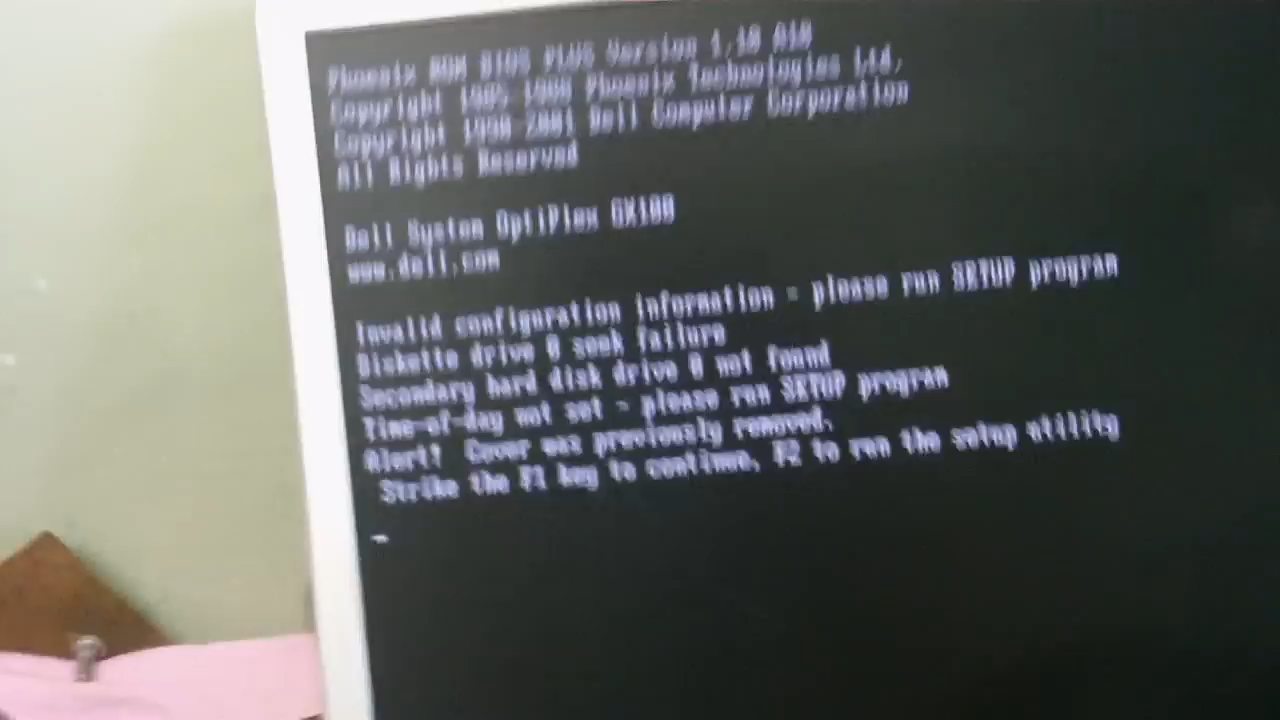 Phoenix ROM BIOS PLUS Version 1.10 A10
Copyright 1985-1988 Phoenix Technologies Ltd.
Copyright 1990-2001 Dell Computer Corporation
All Rights Reserved
Dell System OptiPlex GX100
www.dell.com
Invalid configuration information - please run SETUP program
Diskette drive 0 seek failure
Secondary hard disk drive 0 not found
Time-of-day not set - please run SETUP program
Alert! Cover was previously removed.
Strike the F1 key to continue, F2 to run the setup utility